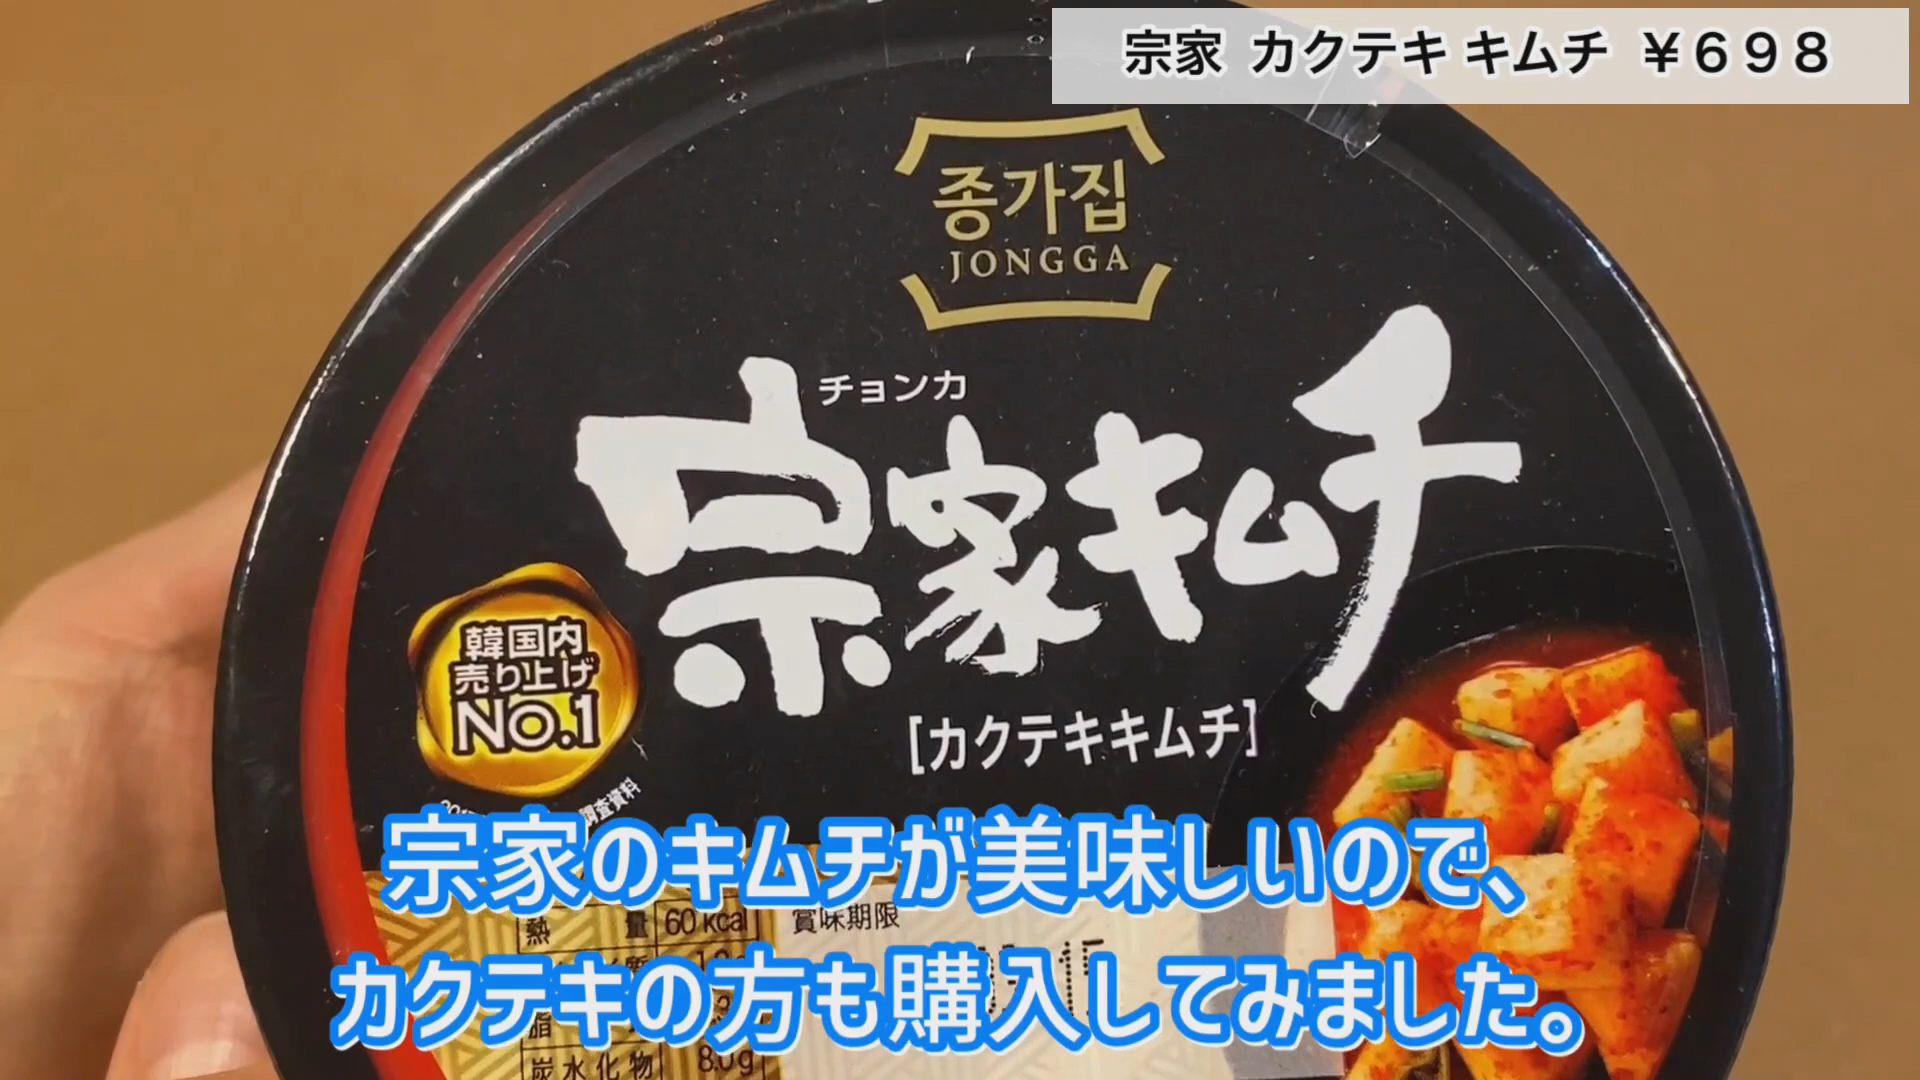 宗家 カクテキ キムチ ￥６９８
종가집
JONGGA
チョンカ
宗家キムチ
[カクテキキムチ]
韓国内
売り上げ
No.1
調査資料
宗家のキムチが美味しいので、
熱量 60 kcal
賞味期限
カクテキの方も購入してみました。
炭水化物 8.0g